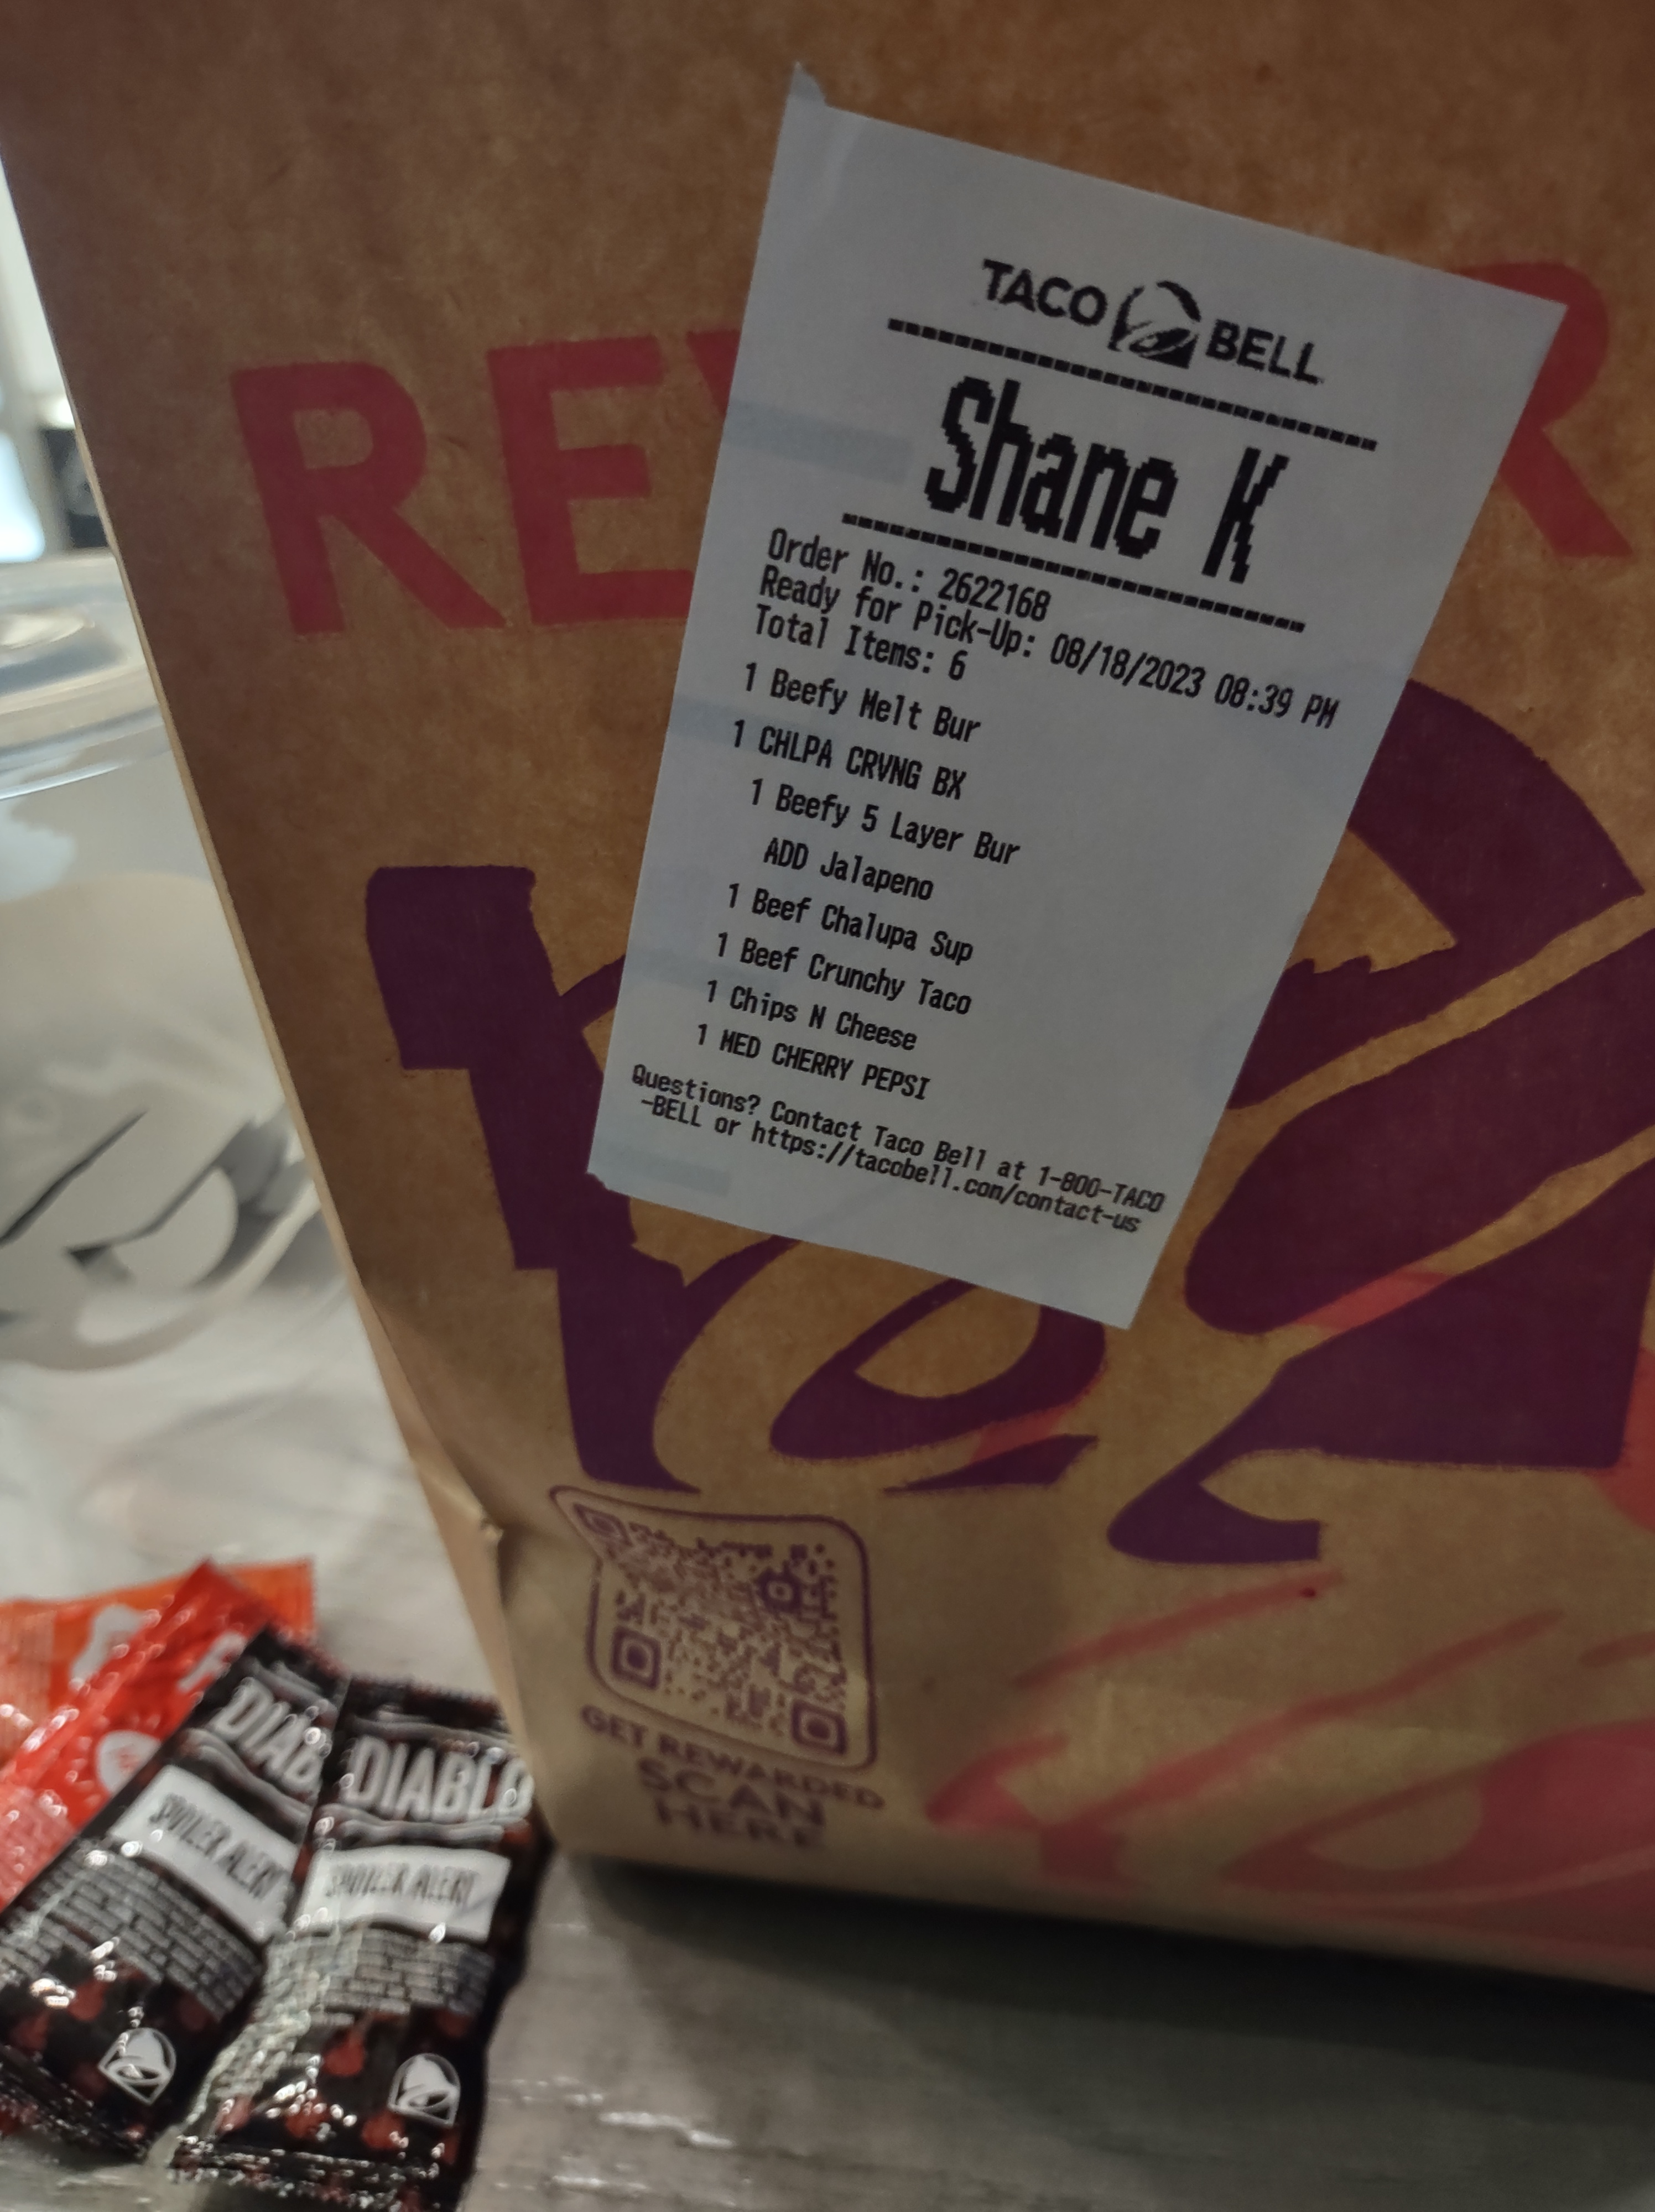 REW R
TACO BELL
Shane K
Order No.: 2622168
Ready for Pick-Up: 08/18/2023 08:39 PM
Total Items: 6
1 Beefy Melt Bur
1 CHLPA CRVNG BX
1 Beefy 5 Layer Bur
ADD Jalapeno
1 Beef Chalupa Sup
1 Beef Crunchy Taco
1 Chips N Cheese
1 MED CHERRY PEPSI
Questions? Contact Taco Bell at 1-800-TACO
-BELL or https://tacobell.com/contact-us
GET REWARDED
SCAN
HERE
DIAB
SPOILER ALERT
DIABLO
SPOILER ALERT